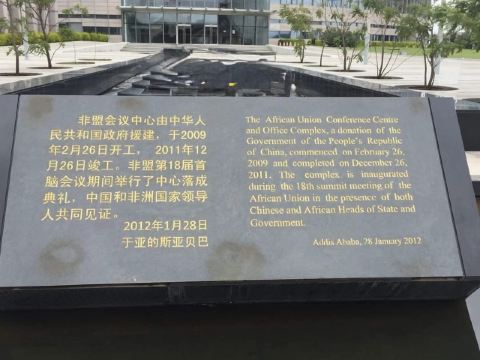 非盟会议中心由中华人
民共和国政府援建，于2009
年2月26日开工， 2011年12
月26日竣工。非盟第18届首
脑会议期间举行了中心落成
典礼，中国和非洲国家领导
人共同见证。
2012年1月28日
于亚的斯亚贝巴
The African Union Conference Centre
and Office Complex, a donation of the
Government of the People's Republic
of China, commenced on February 26,
2009 and completed on December 26,
2011. The complex is inaugurated
during the 18th summit meeting of the
African Union in the presence of both
Chinese and African Heads of State and
Government.
Addis Ababa, 28 January 2012